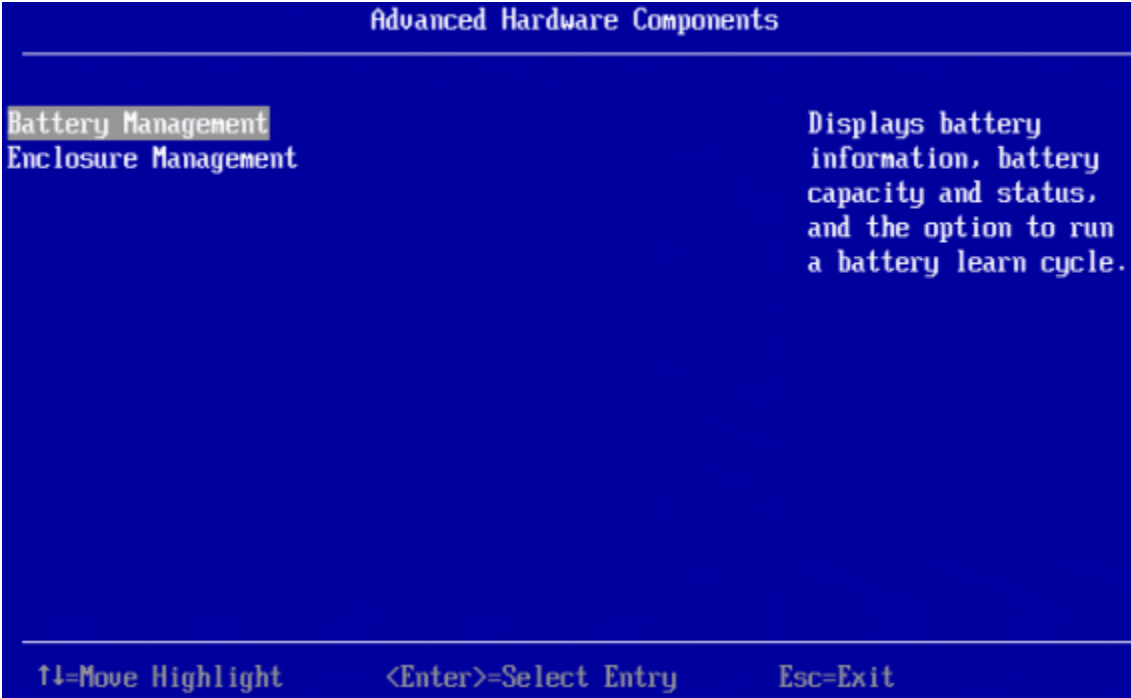 Advanced Hardware Components
Battery Management
Enclosure Management
Displays battery
information, battery
capacity and status,
and the option to run
a battery learn cycle.
↑↓=Move Highlight
<Enter>=Select Entry
Esc=Exit